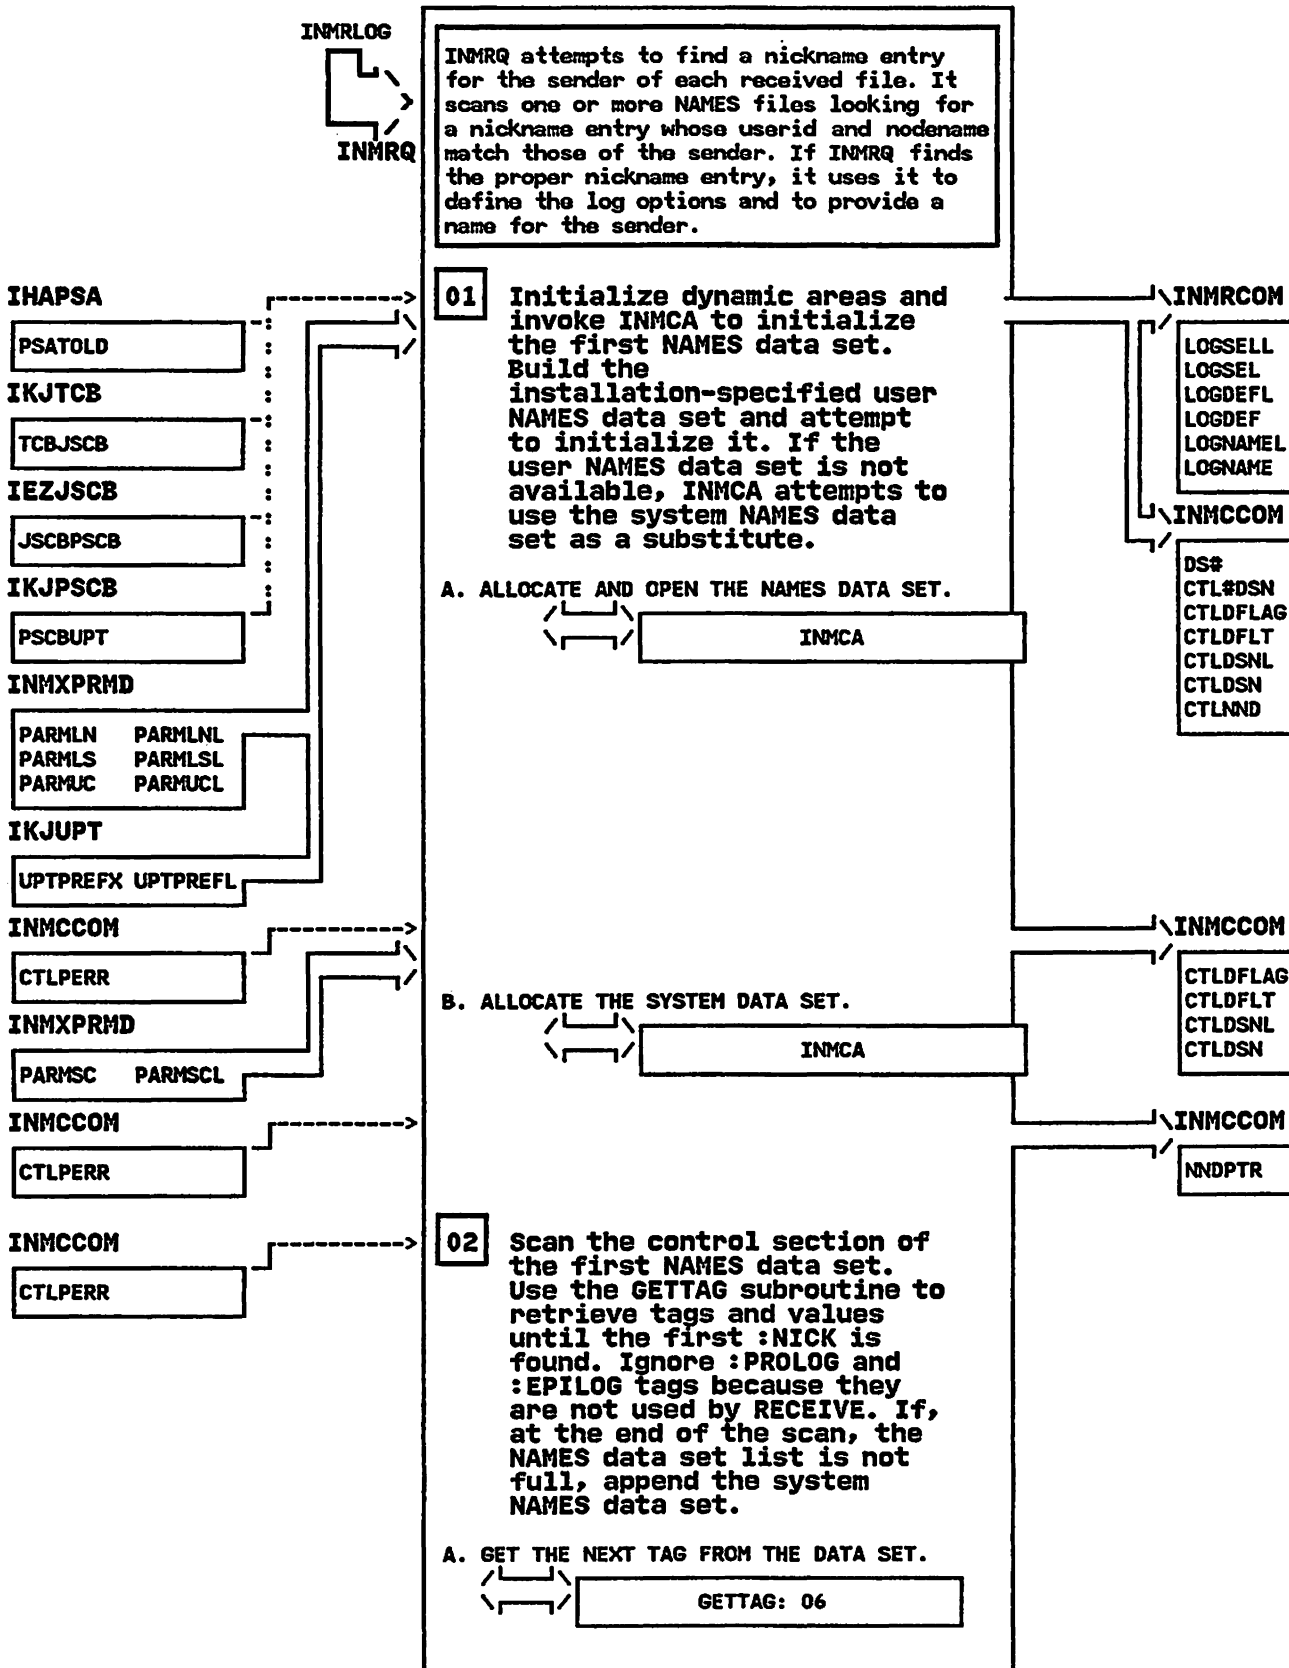 INMRLOG
INMRQ
INMRQ attempts to find a nickname entry
for the sender of each received file. It
scans one or more NAMES files looking for
a nickname entry whose userid and nodename
match those of the sender. If INMRQ finds
the proper nickname entry, it uses it to
define the log options and to provide a
name for the sender.
IHAPSA
PSATOLD
IKJTCB
TCBJSCB
IEZJSCB
JSCBPSCB
IKJPSCB
PSCBUPT
INMXPRMD
PARMLN PARMLNL
PARMLS PARMLSL
PARMUC PARMUCL
IKJUPT
UPTPREFX UPTPREFL
INMCCOM
CTLPERR
INMXPRMD
PARMSC PARMSCL
INMCCOM
CTLPERR
INMCCOM
CTLPERR
01 Initialize dynamic areas and
invoke INMCA to initialize
the first NAMES data set.
Build the
installation-specified user
NAMES data set and attempt
to initialize it. If the
user NAMES data set is not
available, INMCA attempts to
use the system NAMES data
set as a substitute.
A. ALLOCATE AND OPEN THE NAMES DATA SET.
INMCA
B. ALLOCATE THE SYSTEM DATA SET.
INMCA
02 Scan the control section of
the first NAMES data set.
Use the GETTAG subroutine to
retrieve tags and values
until the first :NICK is
found. Ignore :PROLOG and
:EPILOG tags because they
are not used by RECEIVE. If,
at the end of the scan, the
NAMES data set list is not
full, append the system
NAMES data set.
A. GET THE NEXT TAG FROM THE DATA SET.
GETTAG: 06
INMRCOM
LOGSELL
LOGSEL
LOGDEFL
LOGDEF
LOGNAMEL
LOGNAME
INMCCOM
DS#
CTL#DSN
CTLDFLAG
CTLDFLT
CTLDSNL
CTLDSN
CTLNND
INMCCOM
CTLDFLAG
CTLDFLT
CTLDSNL
CTLDSN
INMCCOM
NNDPTR